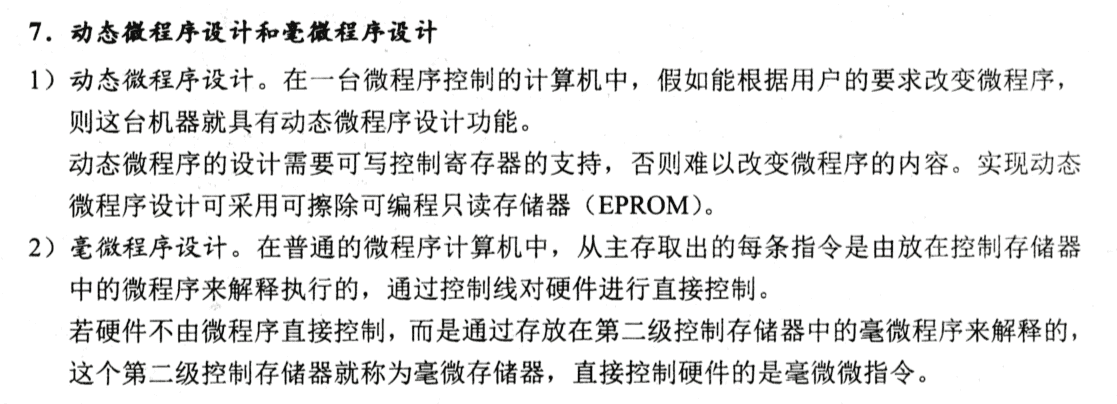 7．动态微程序设计和毫微程序设计
1）动态微程序设计。在一台微程序控制的计算机中，假如能根据用户的要求改变微程序，
则这台机器就具有动态微程序设计功能。
动态微程序的设计需要可写控制寄存器的支持，否则难以改变微程序的内容。实现动态
微程序设计可采用可擦除可编程只读存储器（EPROM）。
2）毫微程序设计。在普通的微程序计算机中，从主存取出的每条指令是由放在控制存储器
中的微程序来解释执行的，通过控制线对硬件进行直接控制。
若硬件不由微程序直接控制，而是通过存放在第二级控制存储器中的毫微程序来解释的，
这个第二级控制存储器就称为毫微存储器，直接控制硬件的是毫微微指令。